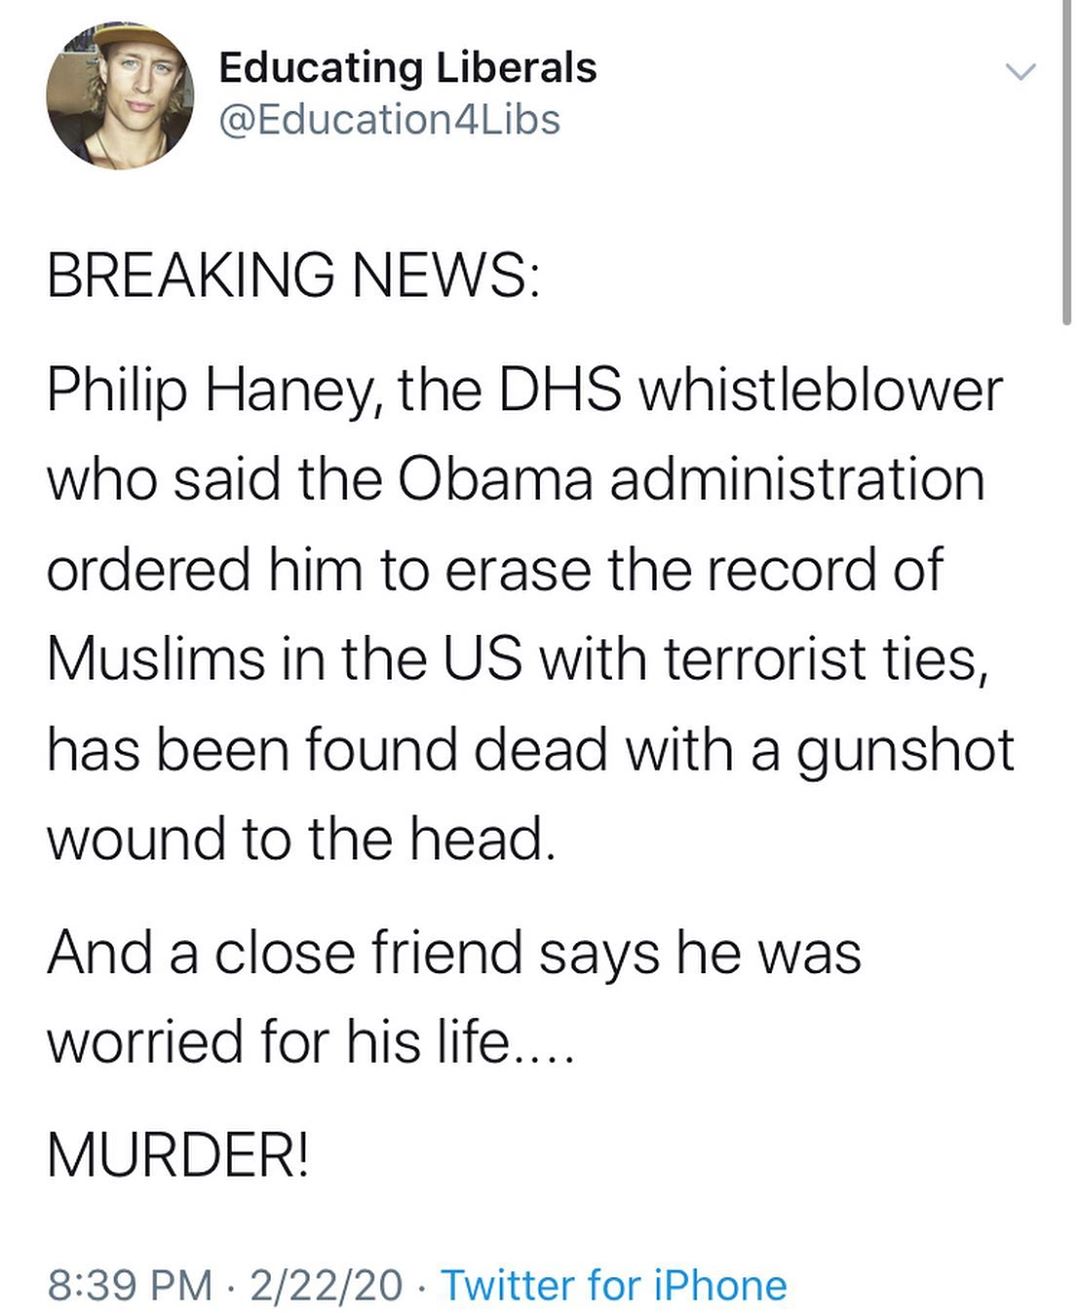 Educating Liberals
@Education4Libs
BREAKING NEWS:
Philip Haney, the DHS whistleblower
who said the Obama administration
ordered him to erase the record of
Muslims in the US with terrorist ties,
has been found dead with a gunshot
wound to the head.
And a close friend says he was
worried for his life....
MURDER!
8:39 PM · 2/22/20 · Twitter for iPhone